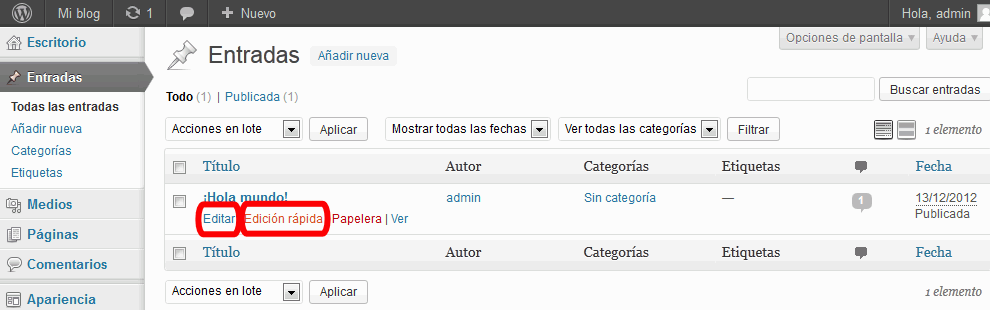 Mi blog 1 + Nuevo Hola, admin
Escritorio
Entradas
Todas las entradas
Añadir nueva
Categorías
Etiquetas
Medios
Páginas
Comentarios
Apariencia
Opciones de pantalla Ayuda
Entradas Añadir nueva
Todo (1) | Publicada (1)
Buscar entradas
Acciones en lote Aplicar Mostrar todas las fechas Ver todas las categorías Filtrar 1 elemento
Título Autor Categorías Etiquetas Fecha
¡Hola mundo! admin Sin categoría — 1 13/12/2012
Editar Edición rápida Papelera | Ver Publicada
Título Autor Categorías Etiquetas Fecha
Acciones en lote Aplicar 1 elemento